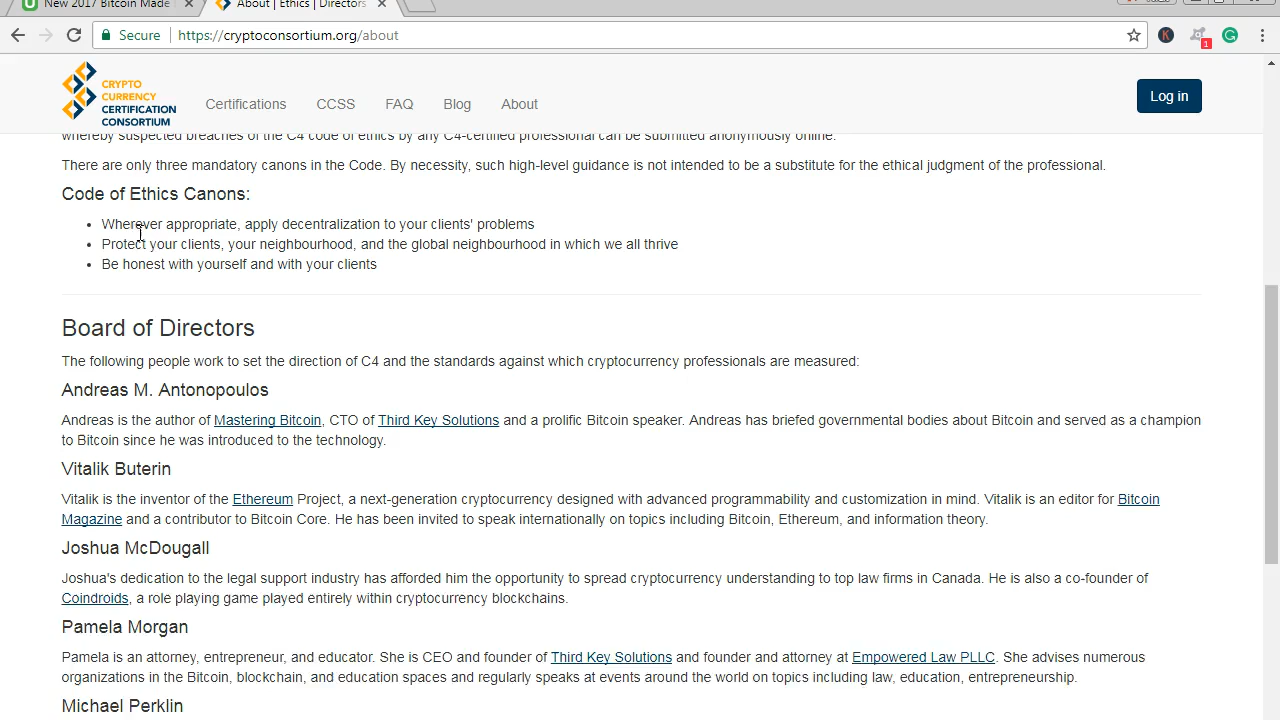 New 2017 Bitcoin Made
About | Ethics | Directors
Secure
https://cryptoconsortium.org/about
1
CRYPTO
CURRENCY
CERTIFICATION
CONSORTIUM
Certifications
CCSS
FAQ
Blog
About
Log in
whereby suspected breaches of the C4 code of ethics by any C4-certified professional can be submitted anonymously online.
There are only three mandatory canons in the Code. By necessity, such high-level guidance is not intended to be a substitute for the ethical judgment of the professional.
Code of Ethics Canons:
• Wherever appropriate, apply decentralization to your clients' problems
• Protect your clients, your neighbourhood, and the global neighbourhood in which we all thrive
• Be honest with yourself and with your clients
Board of Directors
The following people work to set the direction of C4 and the standards against which cryptocurrency professionals are measured:
Andreas M. Antonopoulos
Andreas is the author of Mastering Bitcoin, CTO of Third Key Solutions and a prolific Bitcoin speaker. Andreas has briefed governmental bodies about Bitcoin and served as a champion
to Bitcoin since he was introduced to the technology.
Vitalik Buterin
Vitalik is the inventor of the Ethereum Project, a next-generation cryptocurrency designed with advanced programmability and customization in mind. Vitalik is an editor for Bitcoin
Magazine and a contributor to Bitcoin Core. He has been invited to speak internationally on topics including Bitcoin, Ethereum, and information theory.
Joshua McDougall
Joshua's dedication to the legal support industry has afforded him the opportunity to spread cryptocurrency understanding to top law firms in Canada. He is also a co-founder of
Coindroids, a role playing game played entirely within cryptocurrency blockchains.
Pamela Morgan
Pamela is an attorney, entrepreneur, and educator. She is CEO and founder of Third Key Solutions and founder and attorney at Empowered Law PLLC. She advises numerous
organizations in the Bitcoin, blockchain, and education spaces and regularly speaks at events around the world on topics including law, education, entrepreneurship.
Michael Perklin